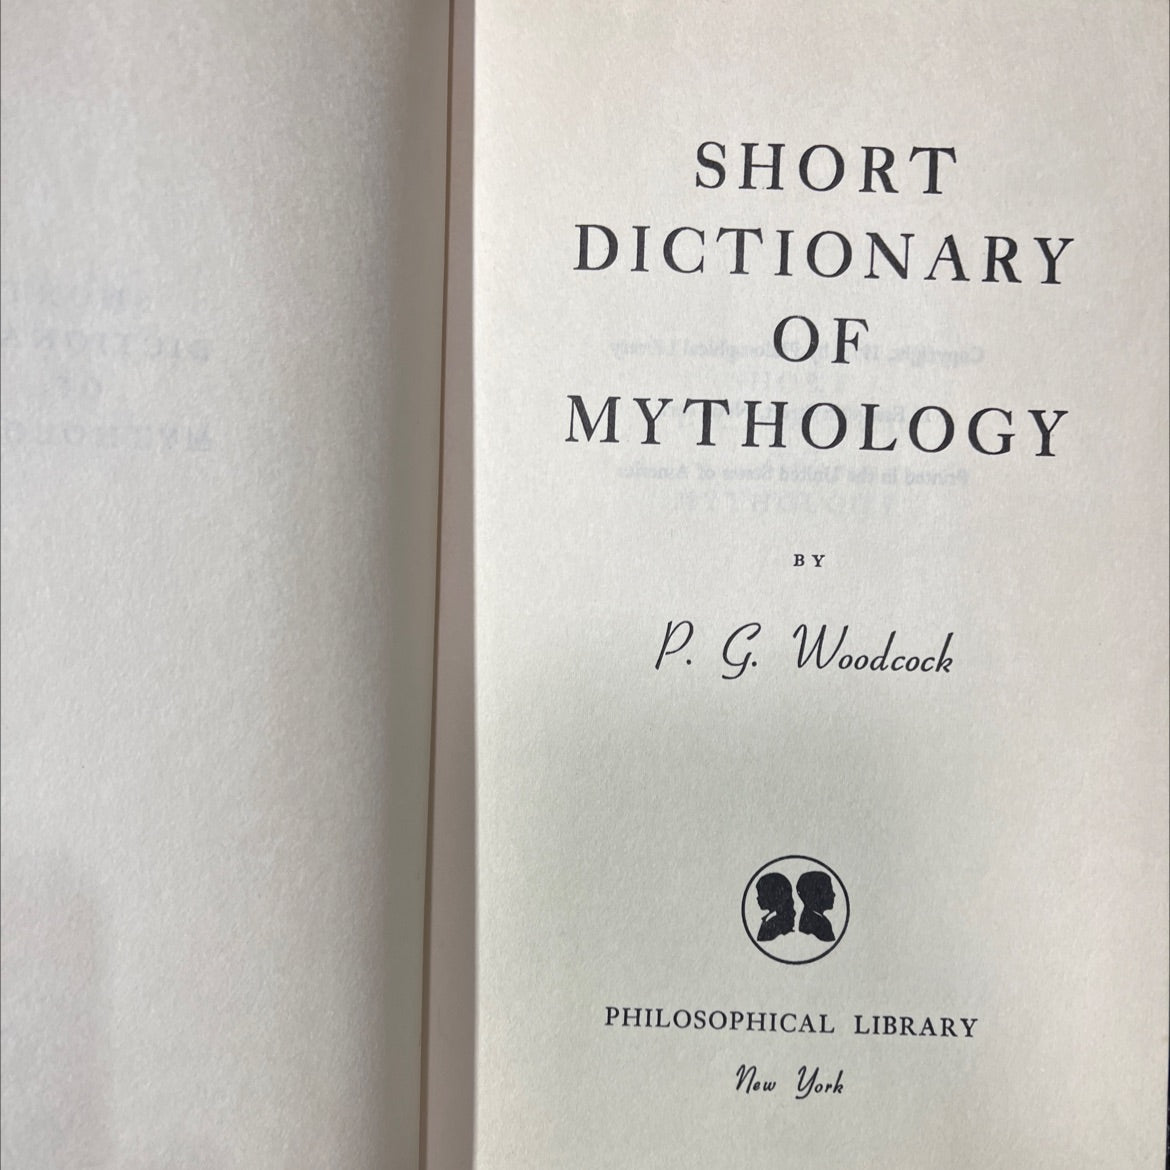 SHORT
DICTIONARY
OF
MYTHOLOGY
BY
P. G. Woodcock
PHILOSOPHICAL LIBRARY
New York